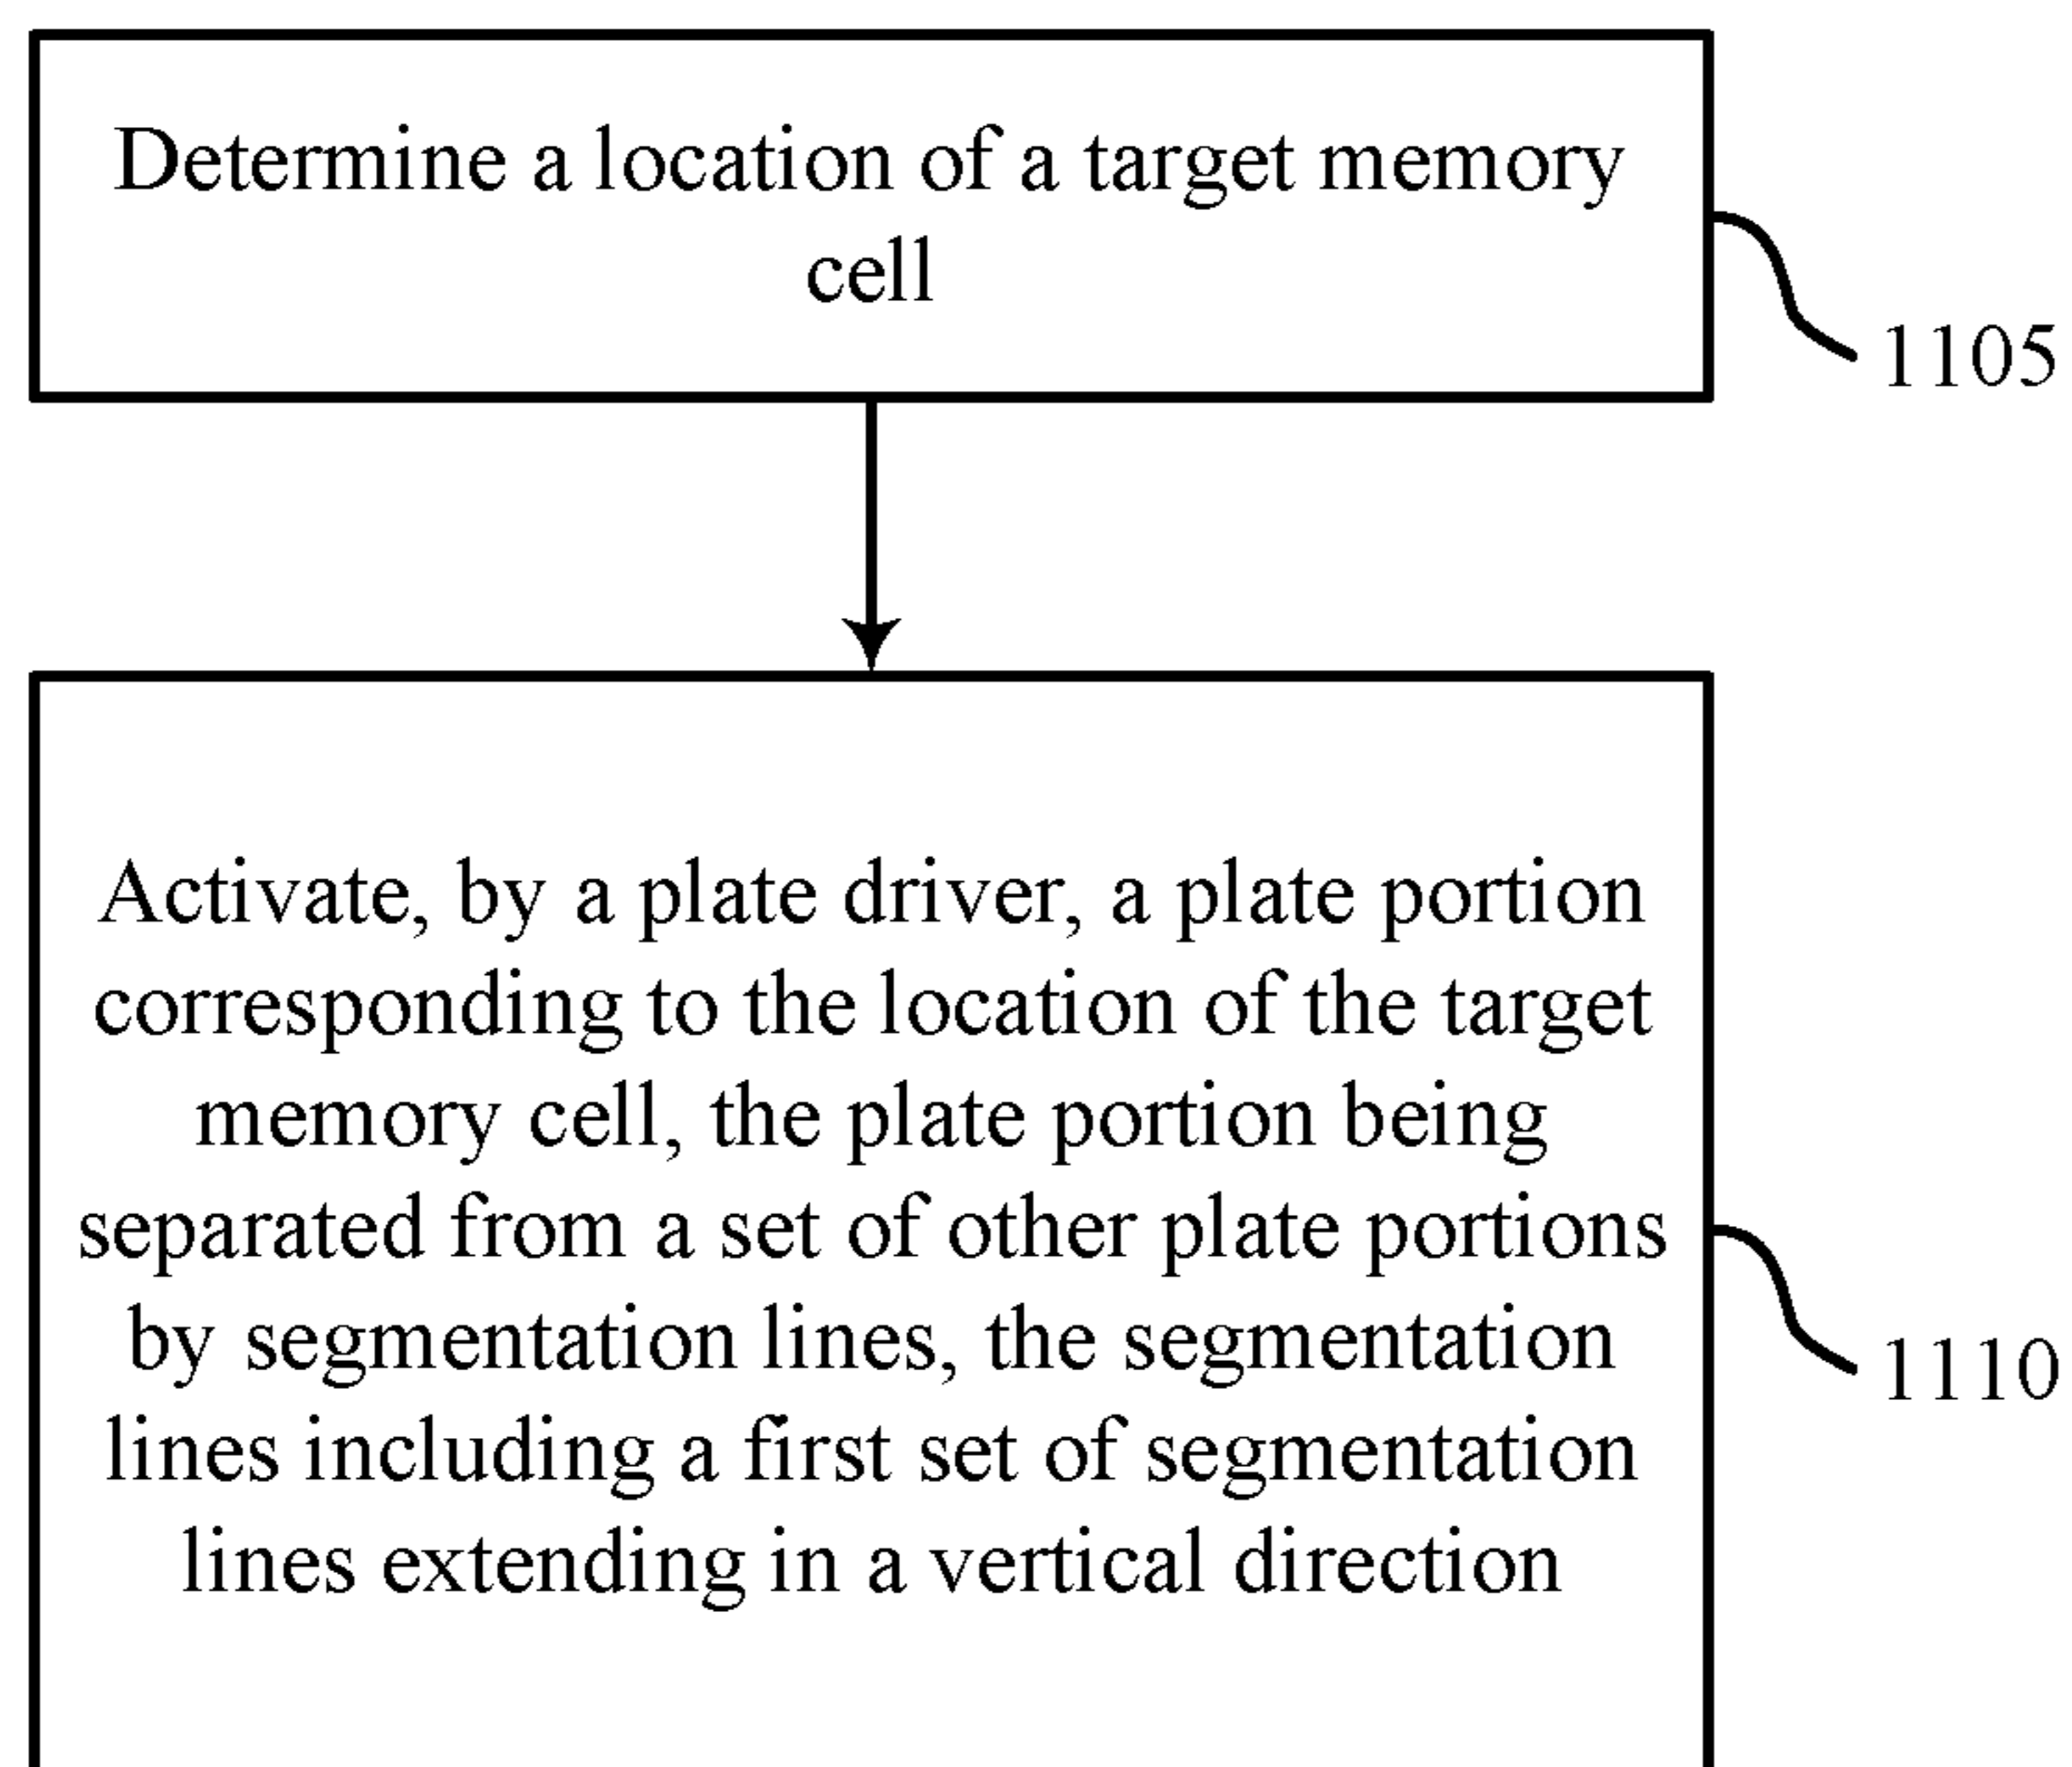 Determine a location of a target memory
cell
1105
Activate, by a plate driver, a plate portion
corresponding to the location of the target
memory cell, the plate portion being
separated from a set of other plate portions
by segmentation lines, the segmentation
lines including a first set of segmentation
lines extending in a vertical direction
1110